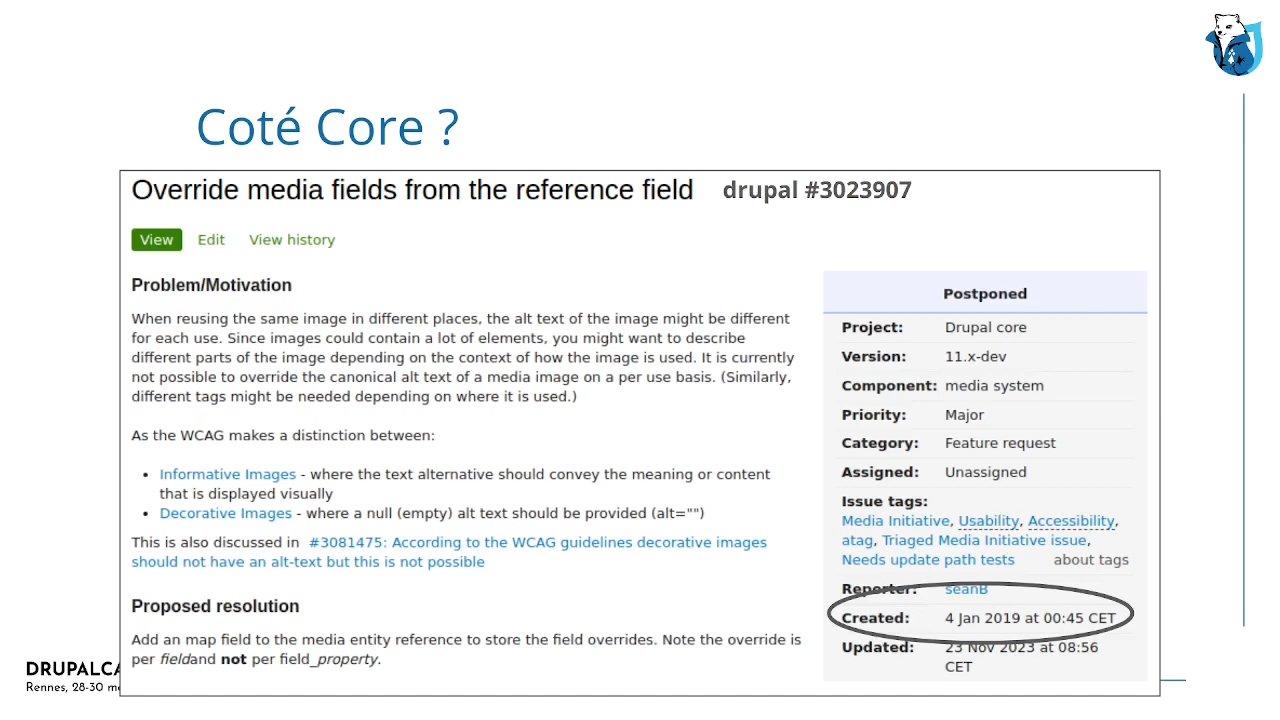 Coté Core ?
Override media fields from the reference field drupal #3023907
View Edit View history
Problem/Motivation
When reusing the same image in different places, the alt text of the image might be different
for each use. Since images could contain a lot of elements, you might want to describe
different parts of the image depending on the context of how the image is used. It is currently
not possible to override the canonical alt text of a media image on a per use basis. (Similarly,
different tags might be needed depending on where it is used.)
As the WCAG makes a distinction between:
• Informative Images - where the text alternative should convey the meaning or content
that is displayed visually
• Decorative Images - where a null (empty) alt text should be provided (alt="")
This is also discussed in #3081475: According to the WCAG guidelines decorative images
should not have an alt-text but this is not possible
Proposed resolution
Add an map field to the media entity reference to store the field overrides. Note the override is
per fieldand not per field_property.
Postponed
Project: Drupal core
Version: 11.x-dev
Component: media system
Priority: Major
Category: Feature request
Assigned: Unassigned
Issue tags:
Media Initiative, Usability, Accessibility,
atag, Triaged Media Initiative issue,
Needs update path tests about tags
Reporter: seanB
Created: 4 Jan 2019 at 00:45 CET
Updated: 23 Nov 2023 at 08:56
CET
DRUPALCA
Rennes, 28-30